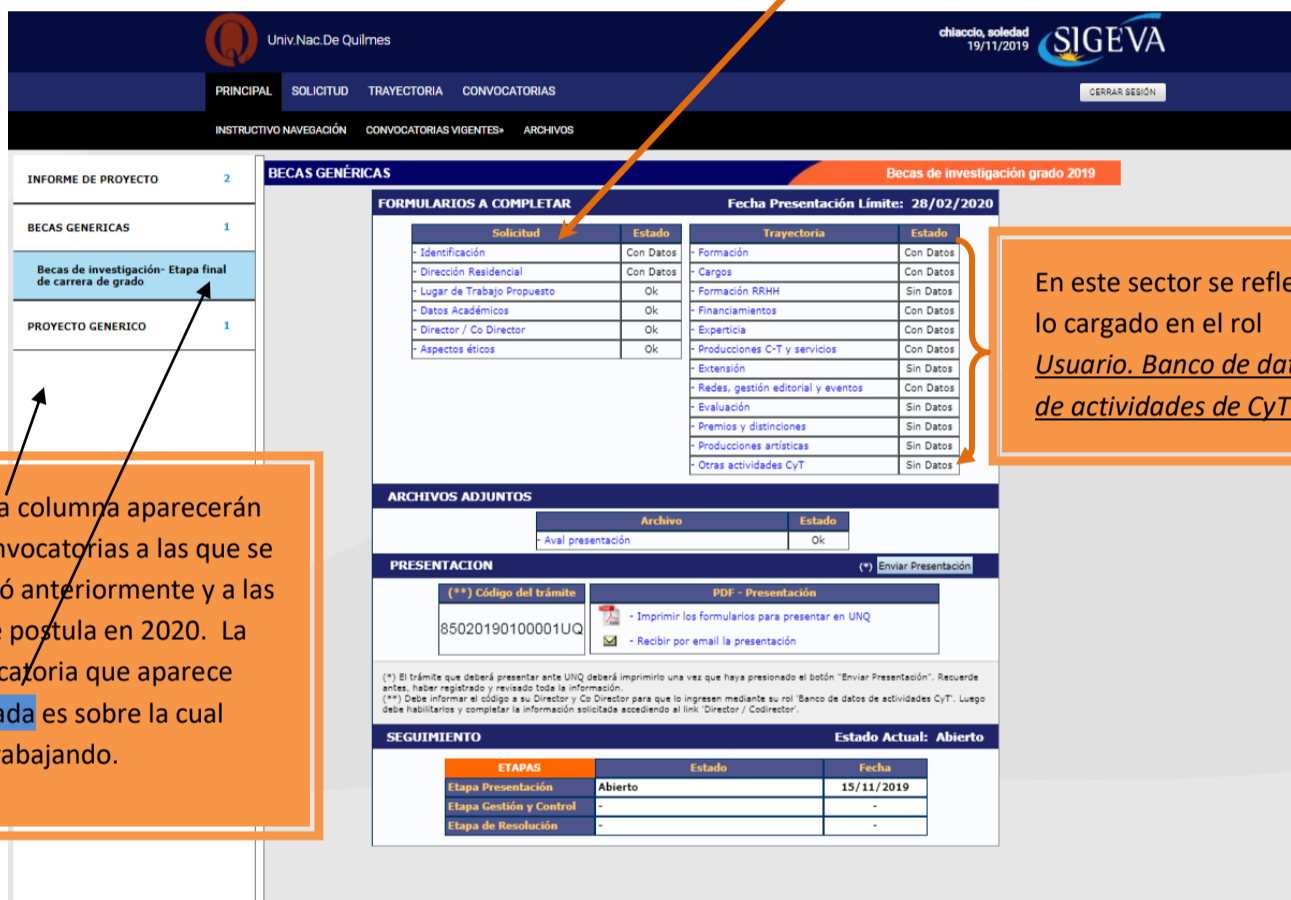 Univ.Nac.De Quilmes
chiaccio, soledad
19/11/2019
SIGEVA
PRINCIPAL SOLICITUD TRAYECTORIA CONVOCATORIAS
CERRAR SESIÓN
INSTRUCTIVO NAVEGACIÓN CONVOCATORIAS VIGENTES» ARCHIVOS
INFORME DE PROYECTO 2
BECAS GENERICAS 1
Becas de investigación- Etapa final
de carrera de grado
PROYECTO GENERICO 1
BECAS GENÉRICAS
Becas de investigación grado 2019
FORMULARIOS A COMPLETAR Fecha Presentación Límite: 28/02/2020
Solicitud Estado
- Identificación Con Datos
- Dirección Residencial Con Datos
- Lugar de Trabajo Propuesto Ok
- Datos Académicos Ok
- Director / Co Director Ok
- Aspectos éticos Ok
Trayectoria Estado
- Formación Con Datos
- Cargos Con Datos
- Formación RRHH Sin Datos
- Financiamientos Con Datos
- Experticia Con Datos
- Producciones C-T y servicios Con Datos
- Extensión Sin Datos
- Redes, gestión editorial y eventos Con Datos
- Evaluación Sin Datos
- Premios y distinciones Sin Datos
- Producciones artísticas Sin Datos
- Otras actividades CyT Sin Datos
En este sector se refle
lo cargado en el rol
Usuario. Banco de dat
de actividades de CyT
a columna aparecerán
nvocatorias a las que se
ó anteriormente y a las
e postula en 2020. La
catoria que aparece
ada es sobre la cual
rabajando.
ARCHIVOS ADJUNTOS
Archivo Estado
- Aval presentación Ok
PRESENTACION (*) Enviar Presentación
(**) Código del trámite
85020190100001UQ
PDF - Presentación
- Imprimir los formularios para presentar en UNQ
- Recibir por email la presentación
(*) El trámite que deberá presentar ante UNQ deberá imprimirlo una vez que haya presionado el botón "Enviar Presentación". Recuerde
antes, haber registrado y revisado toda la información.
(**) Debe informar el código a su Director y Co Director para que lo ingresen mediante su rol 'Banco de datos de actividades CyT'. Luego
debe habilitarlos y completar la información solicitada accediendo al link 'Director / Codirector'.
SEGUIMIENTO Estado Actual: Abierto
ETAPAS Estado Fecha
Etapa Presentación Abierto 15/11/2019
Etapa Gestión y Control - -
Etapa de Resolución - -